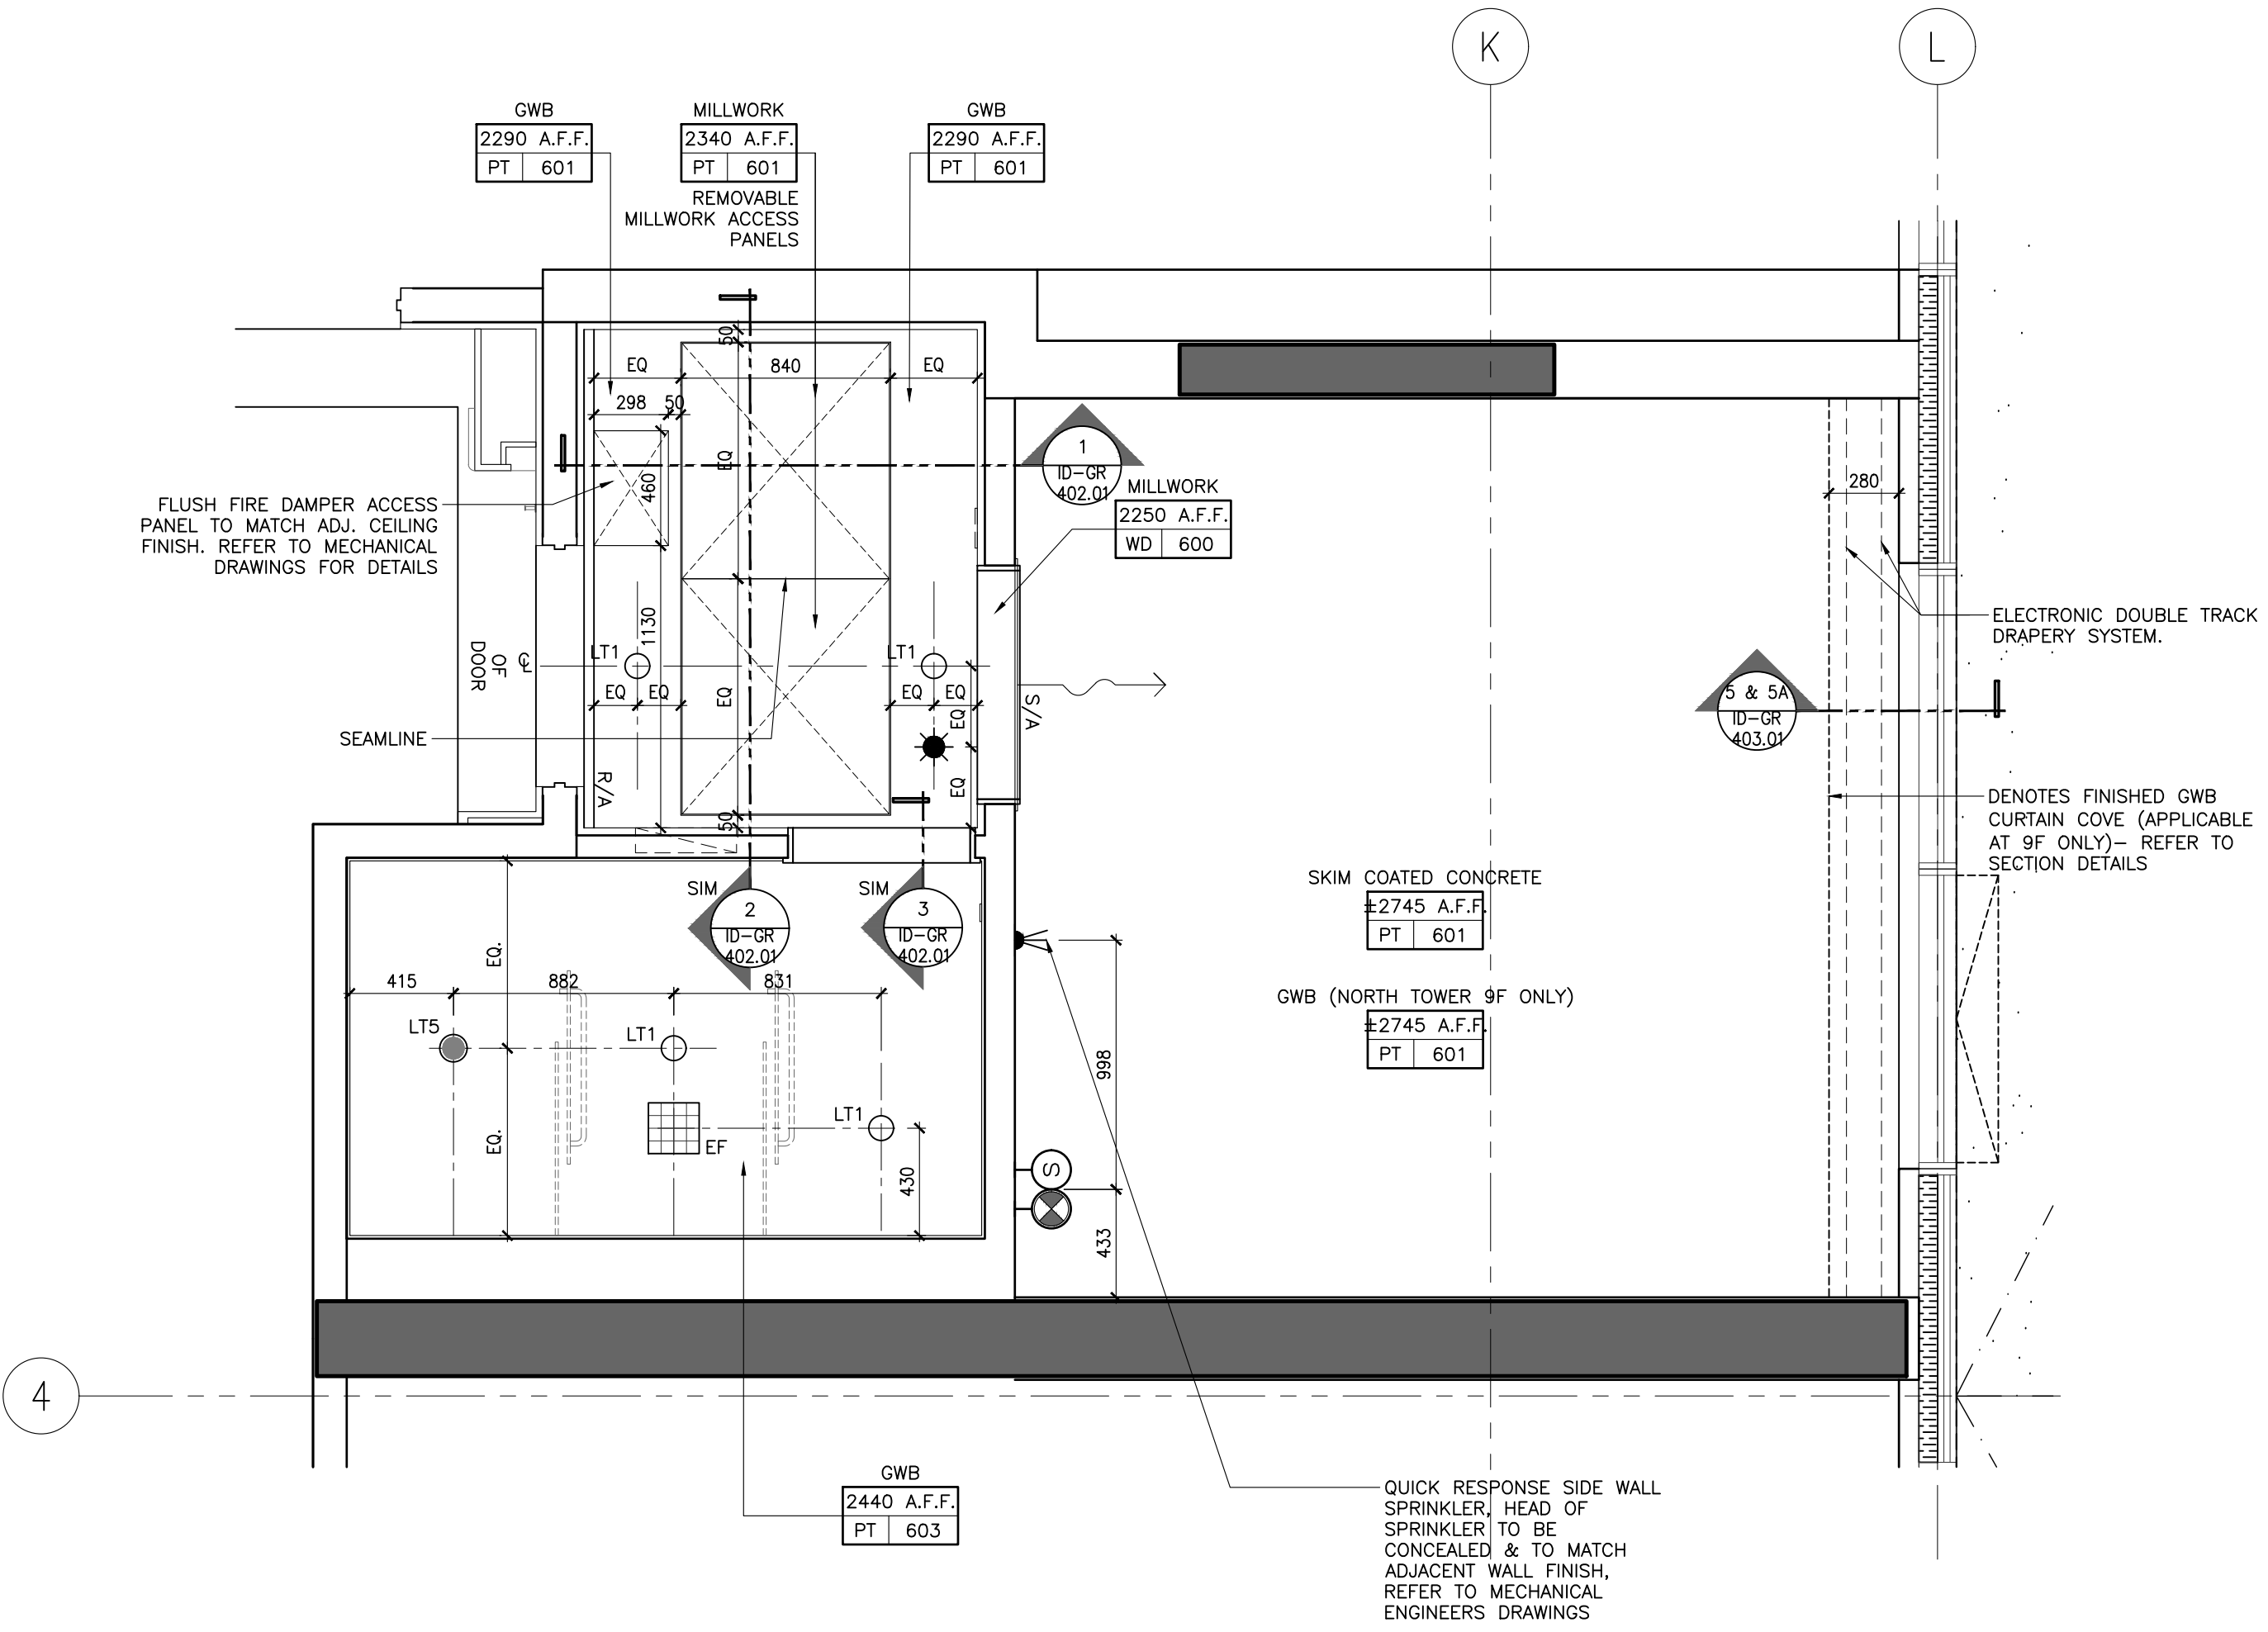 K
L
GWB
2290 A.F.F.
PT 601
MILLWORK
2340 A.F.F.
PT 601
REMOVABLE
MILLWORK ACCESS
PANELS
GWB
2290 A.F.F.
PT 601
50
EQ
840
EQ
298
50
EQ
460
1
ID-GR
402.01
MILLWORK
2250 A.F.F.
WD 600
280
FLUSH FIRE DAMPER ACCESS
PANEL TO MATCH ADJ. CEILING
FINISH. REFER TO MECHANICAL
DRAWINGS FOR DETAILS
ELECTRONIC DOUBLE TRACK
DRAPERY SYSTEM.
1130
℄ OF
DOOR
LT1
LT1
EQ
EQ
EQ
EQ
EQ
EQ
EQ
S/A
5 & 5A
ID-GR
403.01
SEAMLINE
R/A
50
DENOTES FINISHED GWB
CURTAIN COVE (APPLICABLE
AT 9F ONLY)- REFER TO
SECTION DETAILS
SIM
2
ID-GR
402.01
SIM
3
ID-GR
402.01
SKIM COATED CONCRETE
±2745 A.F.F.
PT 601
GWB (NORTH TOWER 9F ONLY)
±2745 A.F.F.
PT 601
EQ.
415
882
831
LT5
LT1
LT1
EQ.
EF
430
998
S
433
4
GWB
2440 A.F.F.
PT 603
QUICK RESPONSE SIDE WALL
SPRINKLER, HEAD OF
SPRINKLER TO BE
CONCEALED & TO MATCH
ADJACENT WALL FINISH,
REFER TO MECHANICAL
ENGINEERS DRAWINGS